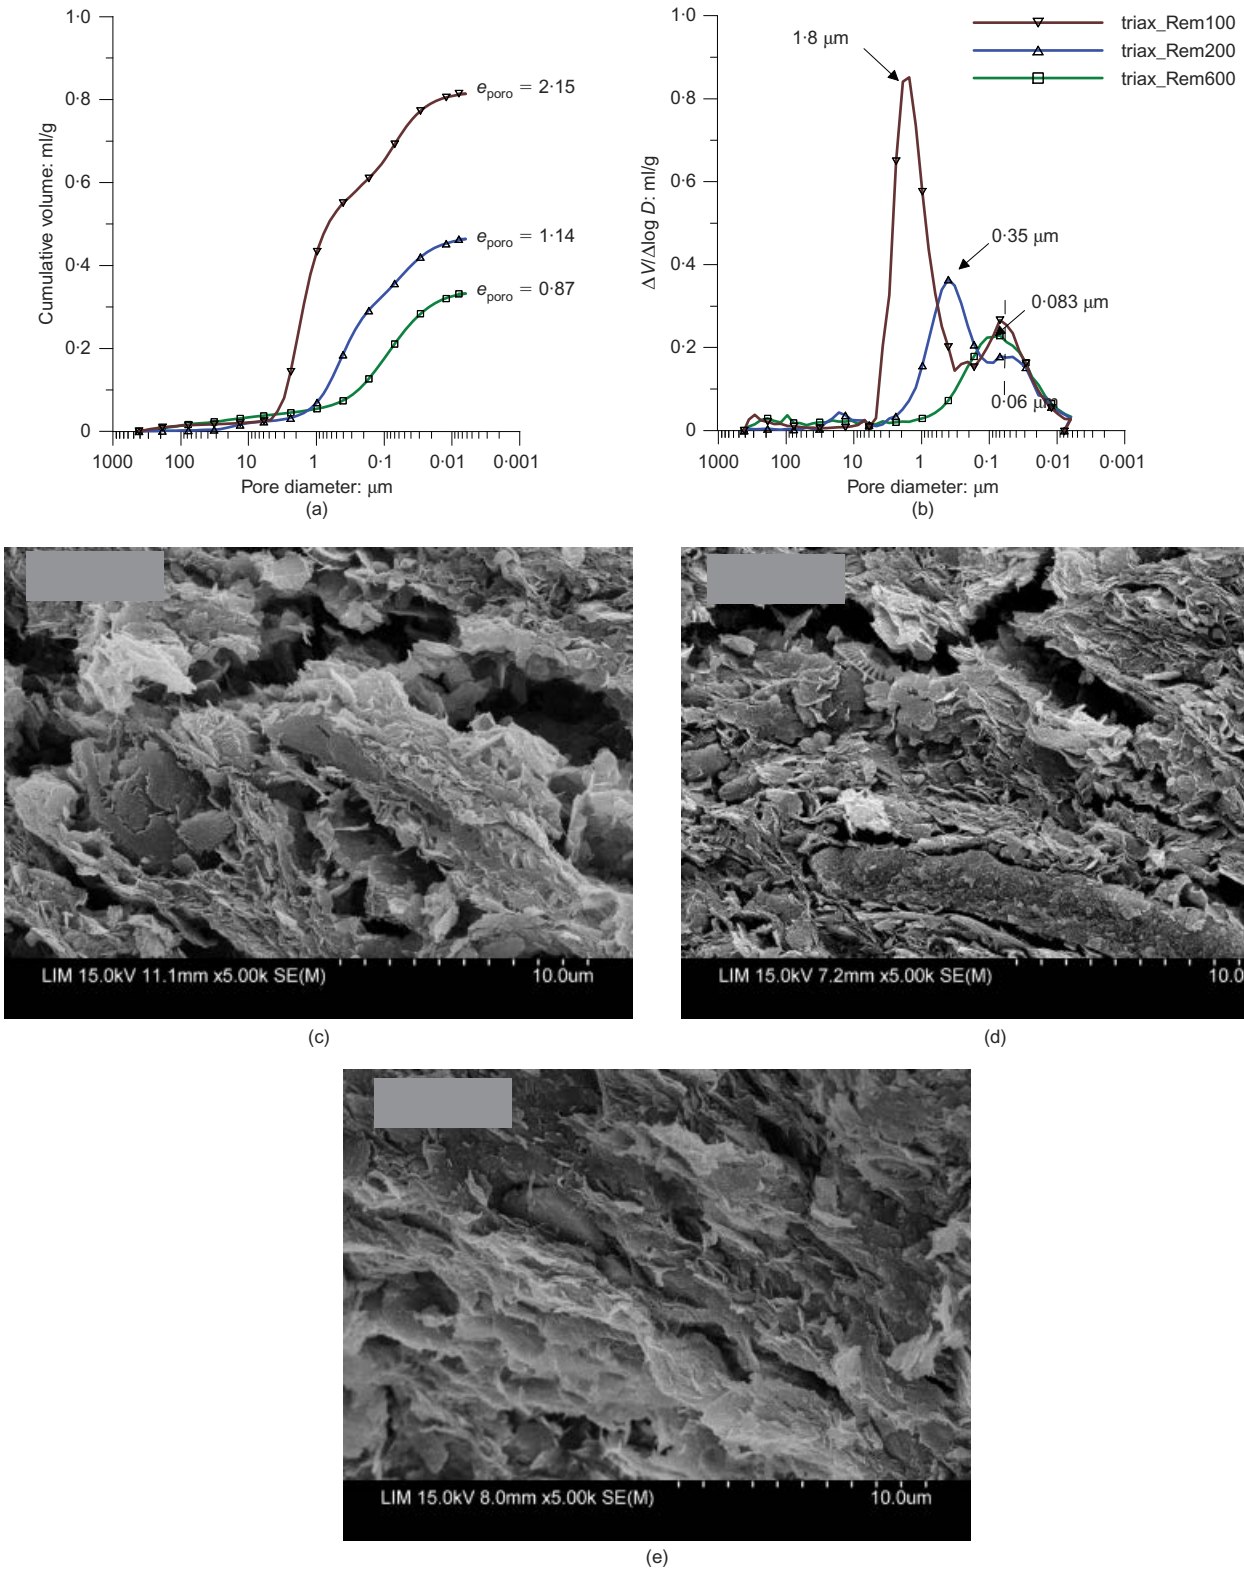 1·0
0·8
0·6
0·4
0·2
0
Cumulative volume: ml/g
e_poro = 2·15
e_poro = 1·14
e_poro = 0·87
1000 100 10 1 0·1 0·01 0·001
Pore diameter: μm
(a)
1·0
0·8
0·6
0·4
0·2
0
ΔV/Δlog D: ml/g
1·8 μm
triax_Rem100
triax_Rem200
triax_Rem600
0·35 μm
0·083 μm
0·06 μm
1000 100 10 1 0·1 0·01 0·001
Pore diameter: μm
(b)
LIM 15.0kV 11.1mm x5.00k SE(M) 10.0um
(c)
LIM 15.0kV 7.2mm x5.00k SE(M) 10.0
(d)
LIM 15.0kV 8.0mm x5.00k SE(M) 10.0um
(e)